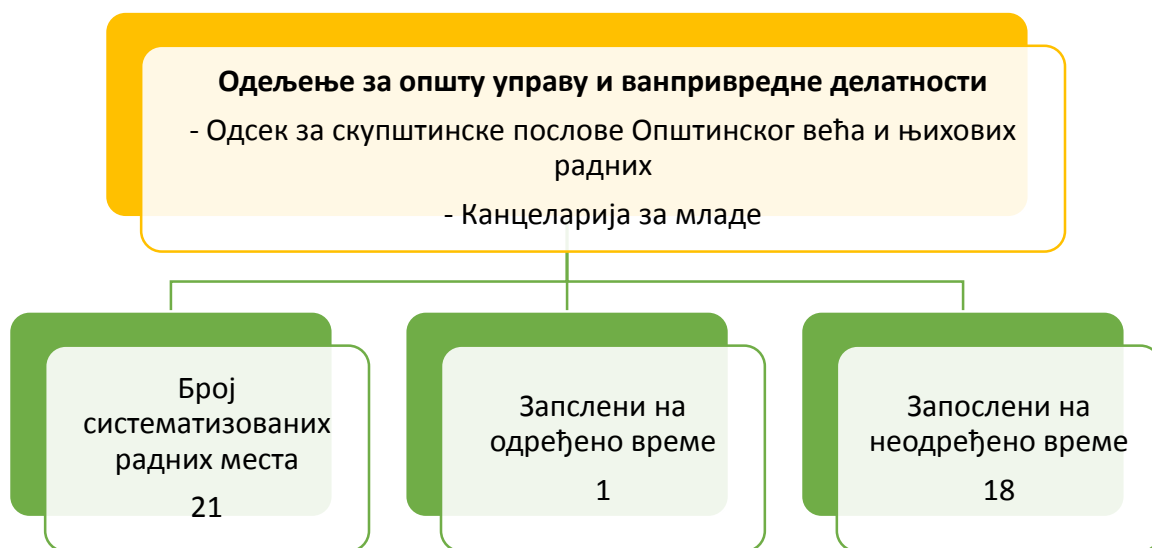 Одељење за општу управу и ванпривредне делатности
- Одсек за скупштинске послове Општинског већа и њихових
радних
- Канцеларија за младе
Број
систематизованих
радних места
21
Запслени на
одређено време
1
Запослени на
неодређено време
18